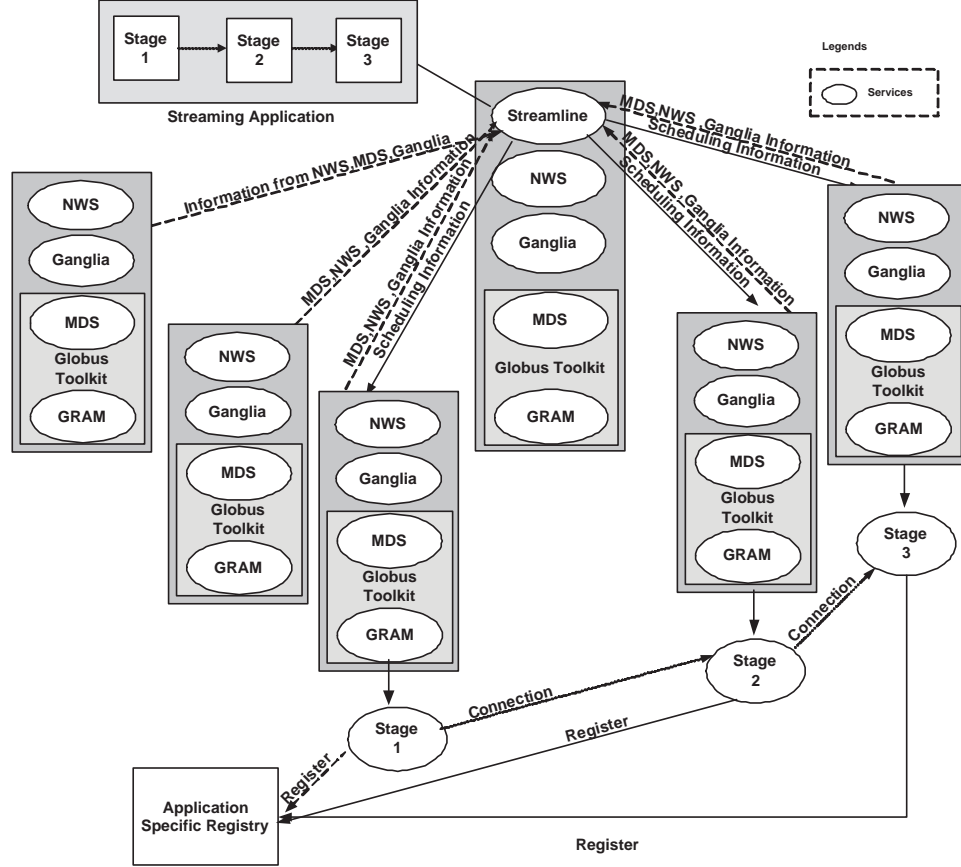 Stage
1
Stage
2
Stage
3
Streaming Application
Legends
Services
Streamline
NWS
Ganglia
MDS
Globus Toolkit
GRAM
Information from NWS,MDS,Ganglia
MDS,NWS ,Ganglia Information
MDS,NWS ,Ganglia Information
Scheduling Information
MDS,NWS ,Ganglia Information
Scheduling Information
MDS,NWS ,Ganglia Information
Scheduling Information
NWS
Ganglia
MDS
Globus
Toolkit
GRAM
NWS
Ganglia
MDS
Globus
Toolkit
GRAM
NWS
Ganglia
MDS
Globus
Toolkit
GRAM
NWS
Ganglia
MDS
Globus
Toolkit
GRAM
NWS
Ganglia
MDS
Globus
Toolkit
GRAM
Stage
3
Connection
Stage
2
Connection
Stage
1
Register
Register
Register
Application
Specific Registry